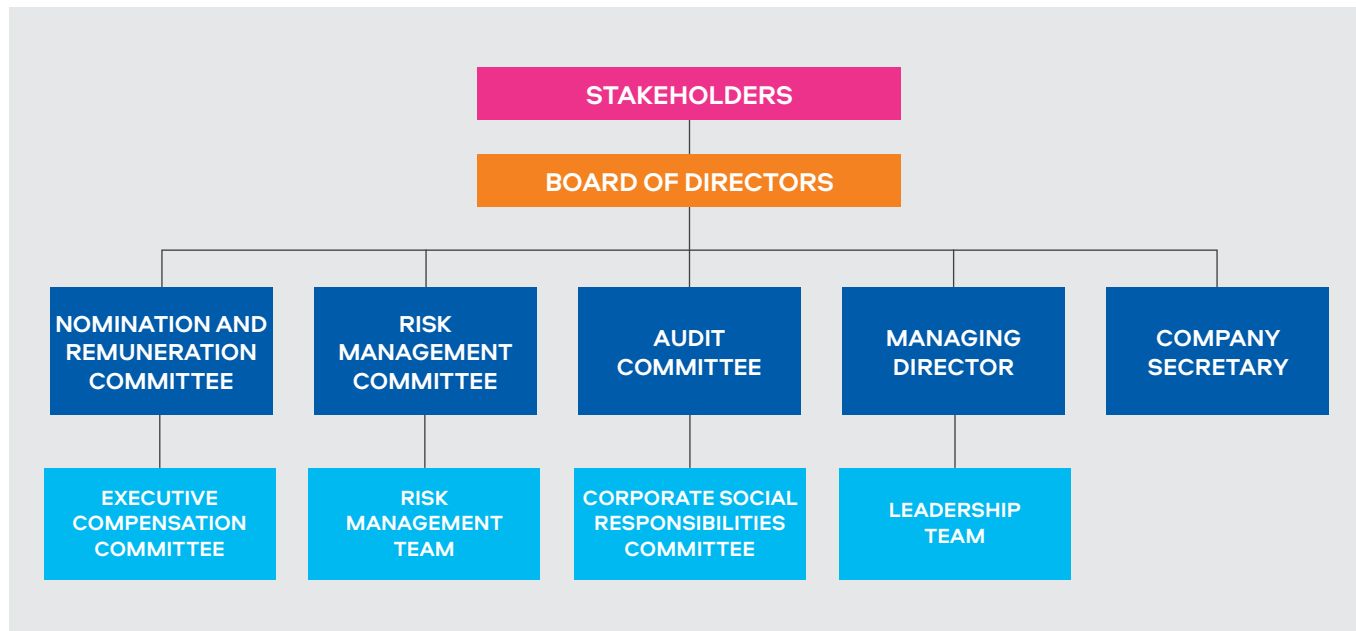 STAKEHOLDERS
BOARD OF DIRECTORS
NOMINATION AND
REMUNERATION
COMMITTEE
RISK
MANAGEMENT
COMMITTEE
AUDIT
COMMITTEE
MANAGING
DIRECTOR
COMPANY
SECRETARY
EXECUTIVE
COMPENSATION
COMMITTEE
RISK
MANAGEMENT
TEAM
CORPORATE SOCIAL
RESPONSIBILITIES
COMMITTEE
LEADERSHIP
TEAM